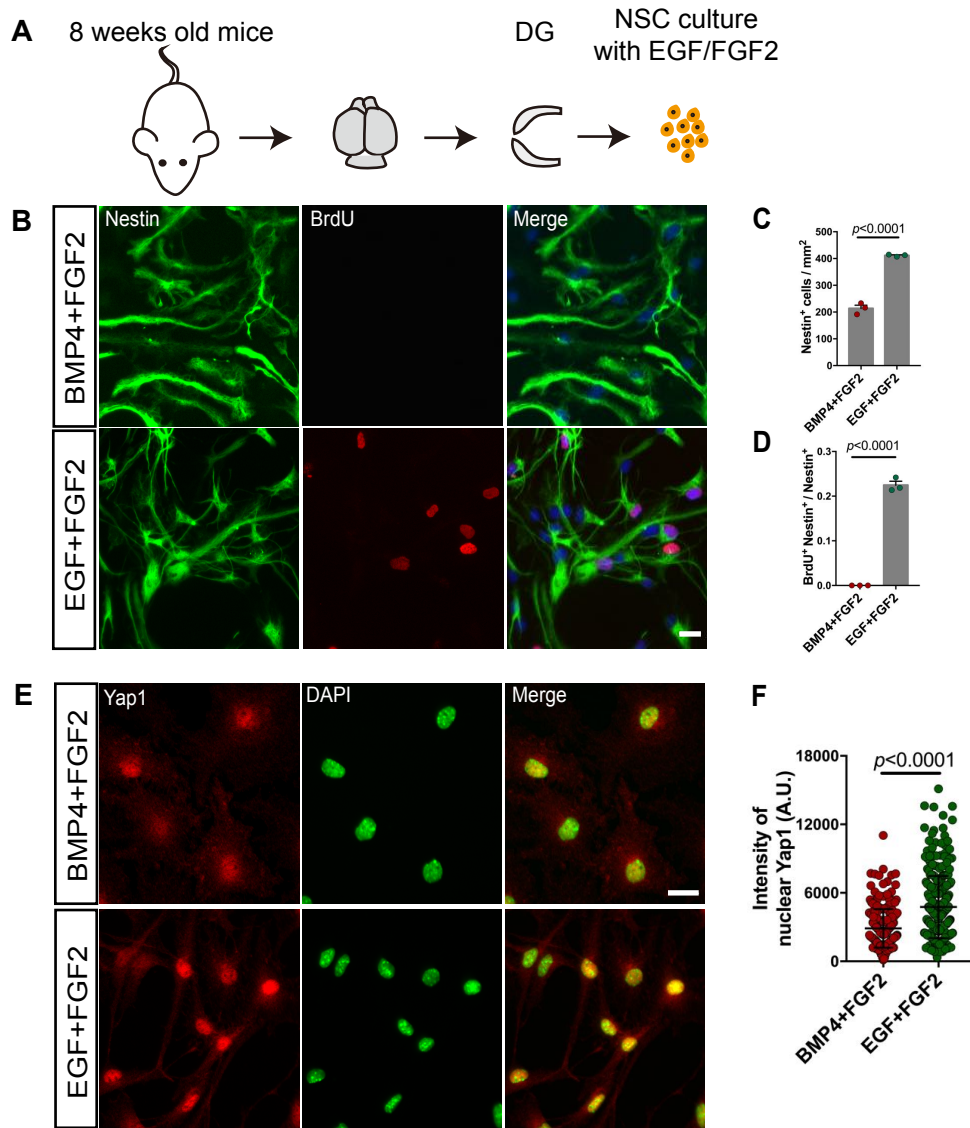 A
8 weeks old mice
DG
NSC culture
with EGF/FGF2
B
BMP4+FGF2
Nestin
BrdU
Merge
EGF+FGF2
C
p<0.0001
Nestin⁺ cells / mm²
500
400
300
200
100
0
BMP4+FGF2
EGF+FGF2
D
p<0.0001
BrdU⁺ Nestin⁺ / Nestin⁺
0.3
0.2
0.1
0.0
BMP4+FGF2
EGF+FGF2
E
BMP4+FGF2
Yap1
DAPI
Merge
EGF+FGF2
F
p<0.0001
Intensity of
nuclear Yap1 (A.U.)
18000
12000
6000
0
BMP4+FGF2
EGF+FGF2